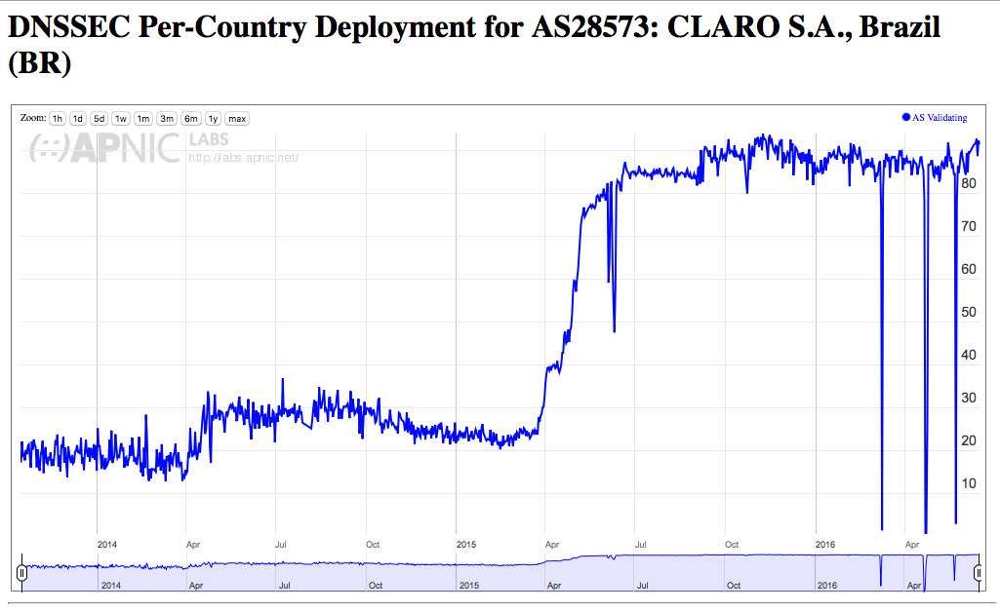 DNSSEC Per-Country Deployment for AS28573: CLARO S.A., Brazil
(BR)
Zoom: 1h 1d 5d 1w 1m 3m 6m 1y max
AS Validating
(::)APNIC LABS
http://labs.apnic.net/
80
70
60
50
40
30
20
10
2014 Apr Jul Oct 2015 Apr Jul Oct 2016 Apr
2014 Apr Jul Oct 2015 Apr Jul Oct 2016 Apr